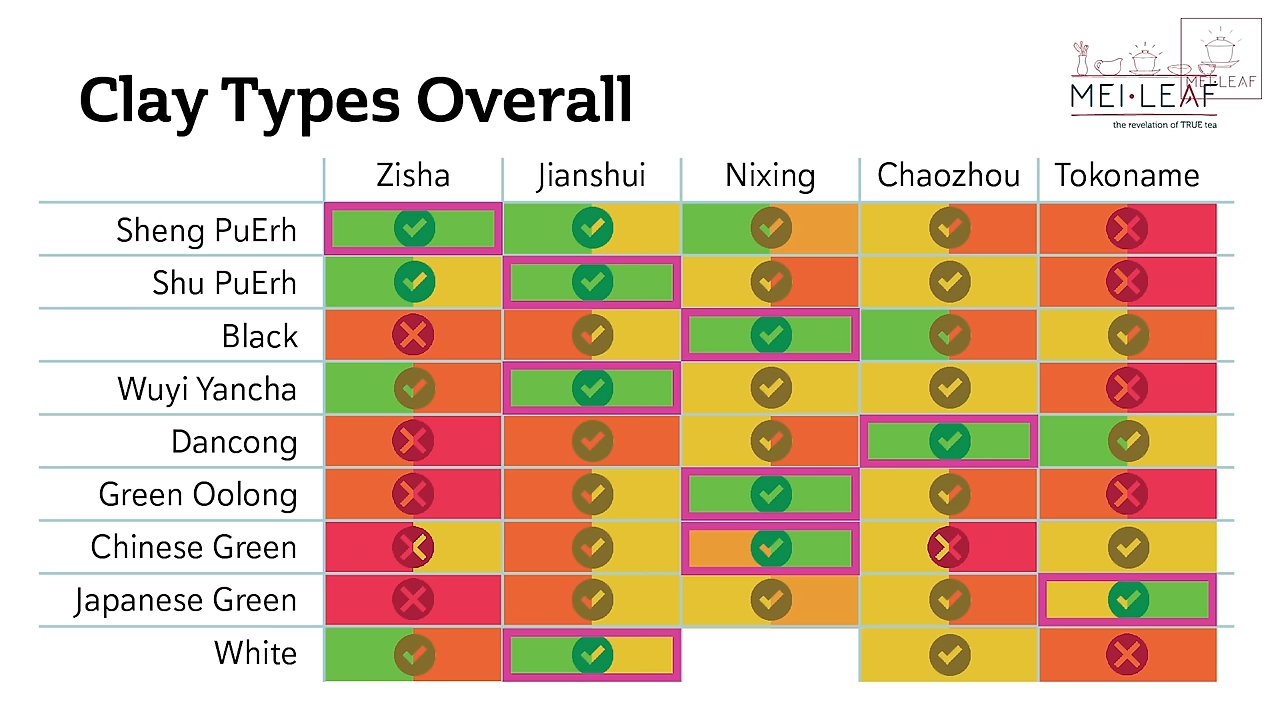 Clay Types Overall
MEI·LEAF
MEI·LEAF
the revelation of TRUE tea
Zisha Jianshui Nixing Chaozhou Tokoname
Sheng PuErh
Shu PuErh
Black
Wuyi Yancha
Dancong
Green Oolong
Chinese Green
Japanese Green
White